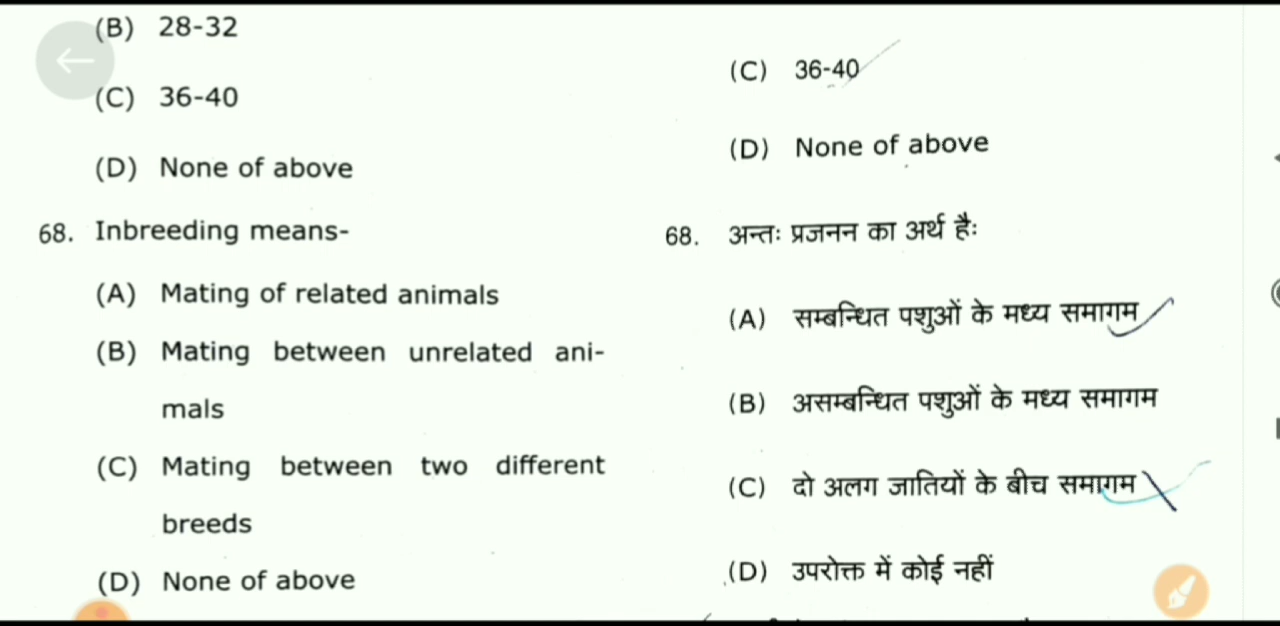 (B) 28-32
(C) 36-40
(D) None of above
68. Inbreeding means-
(A) Mating of related animals
(B) Mating between unrelated ani-
mals
(C) Mating between two different
breeds
(D) None of above
(C) 36-40
(D) None of above
68. अन्तः प्रजनन का अर्थ हैः
(A) सम्बन्धित पशुओं के मध्य समागम
(B) असम्बन्धित पशुओं के मध्य समागम
(C) दो अलग जातियों के बीच समागम
(D) उपरोक्त में कोई नहीं